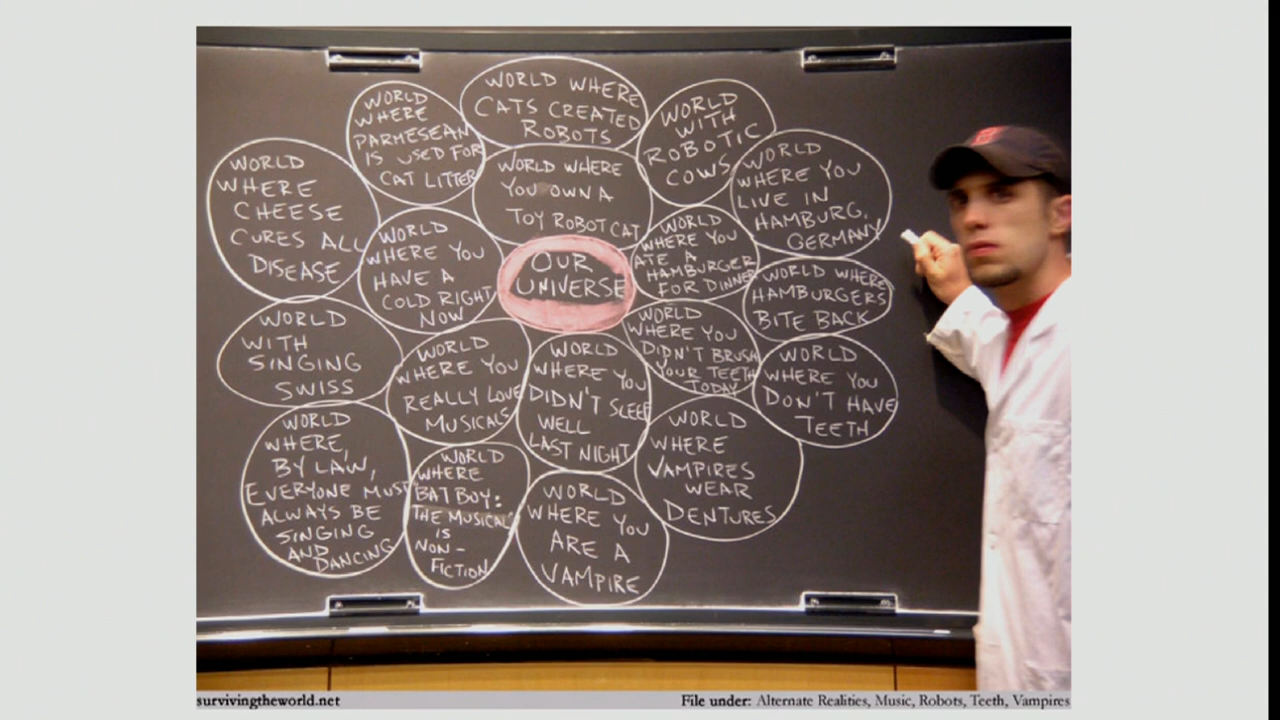 WORLD
WHERE
PARMESEAN
IS USED FOR
CAT LITTER
WORLD WHERE
CATS CREATED
ROBOTS
WORLD
WITH
ROBOTIC
COWS
WORLD
WHERE
CHEESE
CURES ALL
DISEASE
WORLD WHERE
YOU OWN A
TOY ROBOT CAT
WORLD
WHERE YOU
LIVE IN
HAMBURG,
GERMANY
WORLD
WHERE YOU
HAVE A
COLD RIGHT
NOW
OUR
UNIVERSE
WORLD
WHERE YOU
ATE A
HAMBURGER
FOR DINNER
WORLD WHERE
HAMBURGERS
BITE BACK
WORLD
WITH
SINGING
SWISS
WORLD
WHERE YOU
REALLY LOVE
MUSICALS
WORLD
WHERE YOU
DIDN'T SLEEP
WELL
LAST NIGHT
WORLD
WHERE YOU
DIDN'T BRUSH
YOUR TEETH
TODAY
WORLD
WHERE YOU
DON'T HAVE
TEETH
WORLD
WHERE,
BY LAW,
EVERYONE MUST
ALWAYS BE
SINGING
AND
DANCING
WORLD
WHERE
BAT BOY:
THE MUSICAL
IS
NON-
FICTION
WORLD
WHERE YOU
ARE A
VAMPIRE
WORLD
WHERE
VAMPIRES
WEAR
DENTURES
B
survivingtheworld.net
File under: Alternate Realities, Music, Robots, Teeth, Vampires